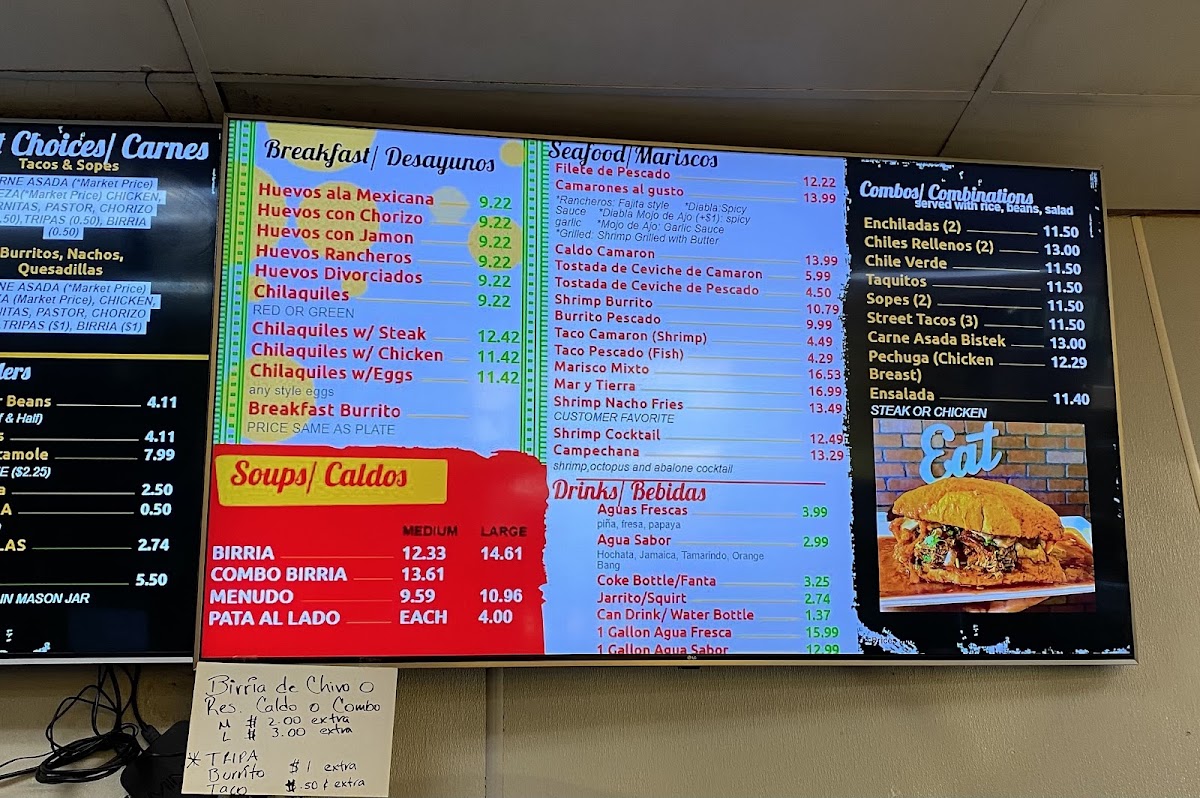 Choices/ Carnes
Tacos & Sopes
ARNE ASADA (*Market Price)
EZA(*Market Price) CHICKEN,
RNITAS, PASTOR, CHORIZO
.50),TRIPAS (0.50), BIRRIA
(0.50)
Burritos, Nachos,
Quesadillas
NE ASADA (*Market Price),
ZA (Market Price), CHICKEN,
NITAS, PASTOR, CHORIZO
TRIPAS ($1), BIRRIA ($1)
ders
r Beans 4.11
f & Half)
4.11
camole 7.99
E ($2.25)
2.50
A 0.50
LAS 2.74
5.50
IN MASON JAR
Breakfast/ Desayunos
Huevos ala Mexicana 9.22
Huevos con Chorizo 9.22
Huevos con Jamon 9.22
Huevos Rancheros 9.22
Huevos Divorciados 9.22
Chilaquiles 9.22
RED OR GREEN
Chilaquiles w/ Steak 12.42
Chilaquiles w/ Chicken 11.42
Chilaquiles w/Eggs 11.42
any style eggs
Breakfast Burrito
PRICE SAME AS PLATE
Soups/ Caldos
MEDIUM LARGE
BIRRIA 12.33 14.61
COMBO BIRRIA 13.61
MENUDO 9.59 10.96
PATA AL LADO EACH 4.00
Seafood/Mariscos
Filete de Pescado 12.22
Camarones al gusto 13.99
*Rancheros: Fajita style *Diabla:Spicy
Sauce *Diabla Mojo de Ajo (+$1): spicy
garlic *Mojo de Ajo: Garlic Sauce
*Grilled: Shrimp Grilled with Butter
Caldo Camaron 13.99
Tostada de Ceviche de Camaron 5.99
Tostada de Ceviche de Pescado 4.50
Shrimp Burrito 10.79
Burrito Pescado 9.99
Taco Camaron (Shrimp) 4.49
Taco Pescado (Fish) 4.29
Marisco Mixto 16.53
Mar y Tierra 16.99
Shrimp Nacho Fries 13.49
CUSTOMER FAVORITE
Shrimp Cocktail 12.49
Campechana 13.29
shrimp,octopus and abalone cocktail
Drinks/ Bebidas
Aguas Frescas 3.99
piña, fresa, papaya
Agua Sabor 2.99
Hochata, Jamaica, Tamarindo, Orange
Bang
Coke Bottle/Fanta 3.25
Jarrito/Squirt 2.74
Can Drink/ Water Bottle 1.37
1 Gallon Agua Fresca 15.99
1 Gallon Agua Sabor 12.99
Combos/ Combinations
served with rice, beans, salad
Enchiladas (2) 11.50
Chiles Rellenos (2) 13.00
Chile Verde 11.50
Taquitos 11.50
Sopes (2) 11.50
Street Tacos (3) 11.50
Carne Asada Bistek 13.00
Pechuga (Chicken 12.29
Breast)
Ensalada 11.40
STEAK OR CHICKEN
Eat
LG
Birria de Chivo o
Res. Caldo o Combo
M $ 2.00 extra
L $ 3.00 extra
* TRIPA
Burrito $ 1 extra
Taco $.50 ¢ extra